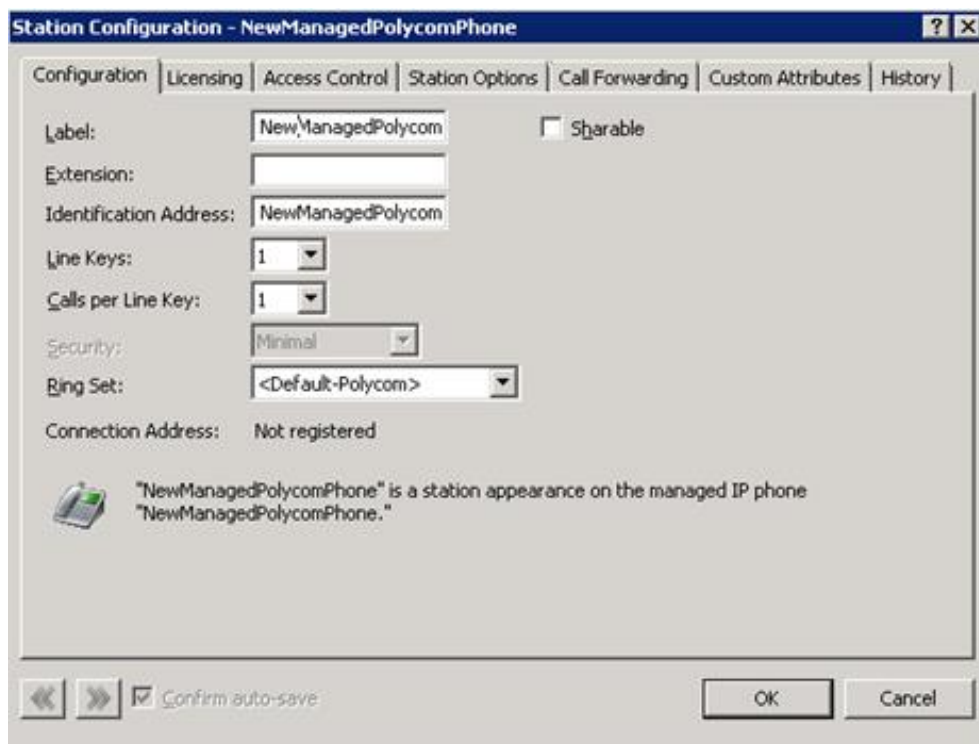 Station Configuration - NewManagedPolycomPhone
? X
Configuration Licensing Access Control Station Options Call Forwarding Custom Attributes History
Label: NewManagedPolycom Sharable
Extension:
Identification Address: NewManagedPolycom
Line Keys: 1
Calls per Line Key: 1
Security: Minimal
Ring Set: <Default-Polycom>
Connection Address: Not registered
"NewManagedPolycomPhone" is a station appearance on the managed IP phone
"NewManagedPolycomPhone."
Confirm auto-save OK Cancel